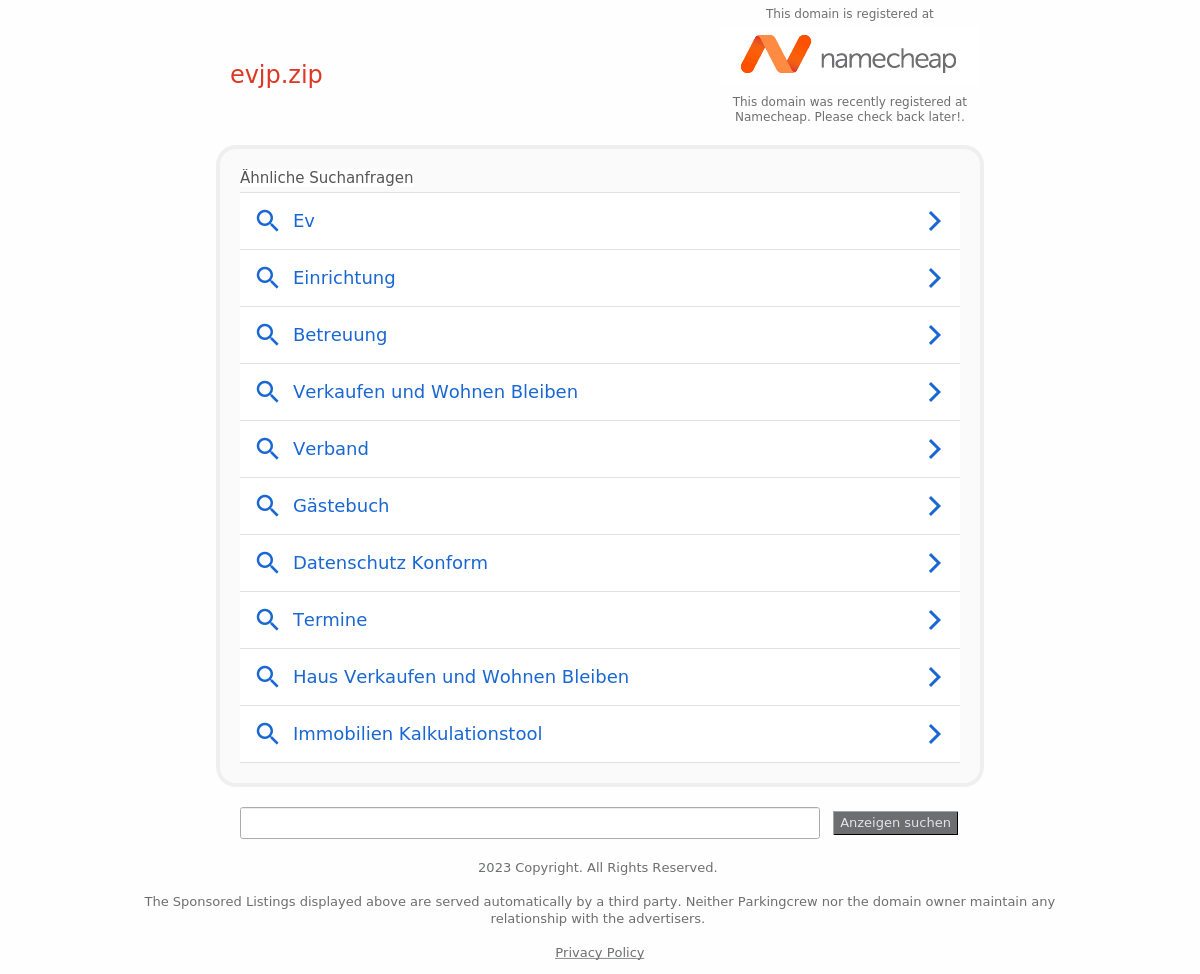 This domain is registered at
namecheap
evjp.zip
This domain was recently registered at
Namecheap. Please check back later!.
Ähnliche Suchanfragen
Ev
Einrichtung
Betreuung
Verkaufen und Wohnen Bleiben
Verband
Gästebuch
Datenschutz Konform
Termine
Haus Verkaufen und Wohnen Bleiben
Immobilien Kalkulationstool
Anzeigen suchen
2023 Copyright. All Rights Reserved.
The Sponsored Listings displayed above are served automatically by a third party. Neither Parkingcrew nor the domain owner maintain any
relationship with the advertisers.
Privacy Policy